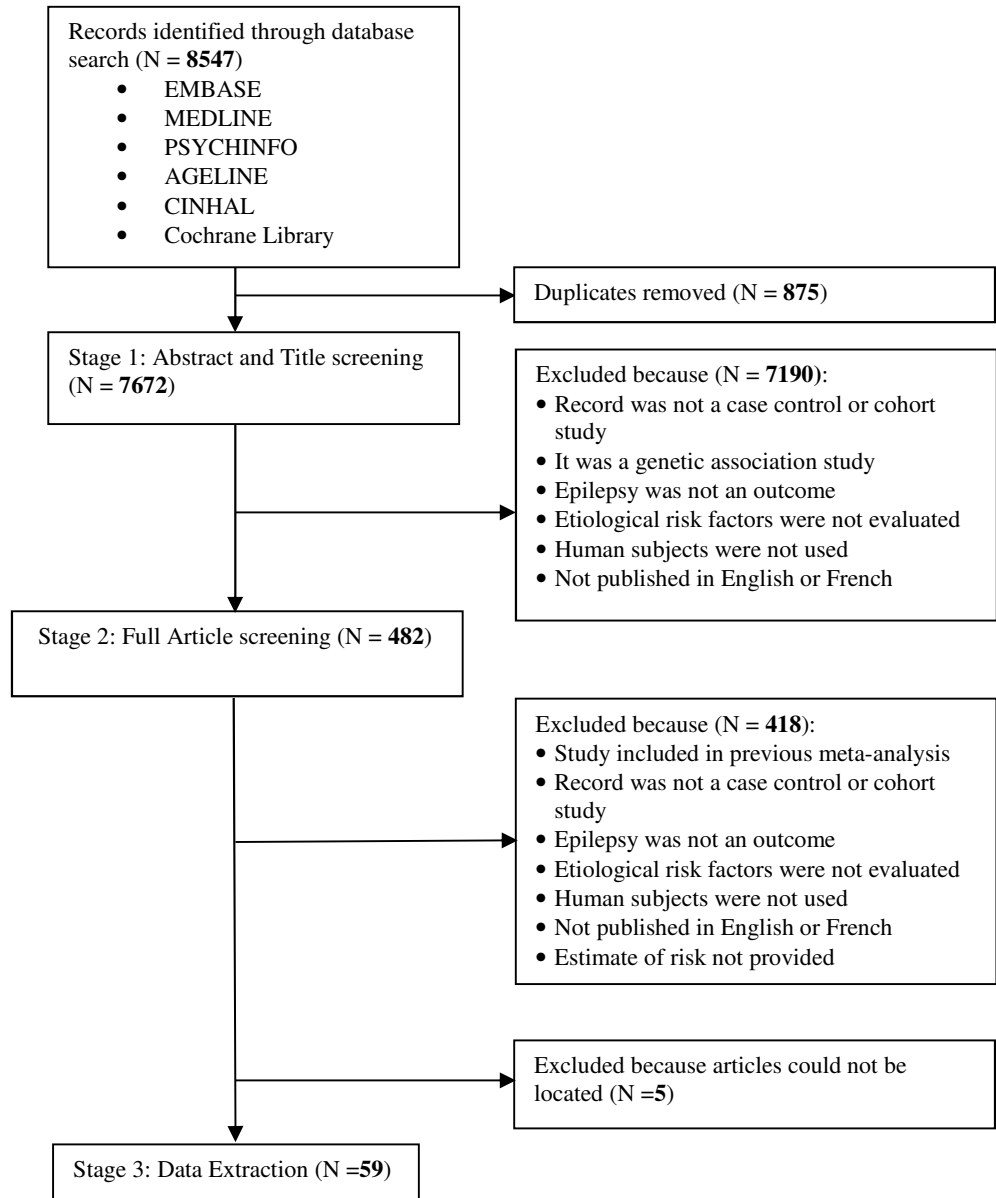 Records identified through database
search (N = 8547)
• EMBASE
• MEDLINE
• PSYCHINFO
• AGELINE
• CINHAL
• Cochrane Library
Duplicates removed (N = 875)
Stage 1: Abstract and Title screening
(N = 7672)
Excluded because (N = 7190):
• Record was not a case control or cohort
study
• It was a genetic association study
• Epilepsy was not an outcome
• Etiological risk factors were not evaluated
• Human subjects were not used
• Not published in English or French
Stage 2: Full Article screening (N = 482)
Excluded because (N = 418):
• Study included in previous meta-analysis
• Record was not a case control or cohort
study
• Epilepsy was not an outcome
• Etiological risk factors were not evaluated
• Human subjects were not used
• Not published in English or French
• Estimate of risk not provided
Excluded because articles could not be
located (N =5)
Stage 3: Data Extraction (N =59)